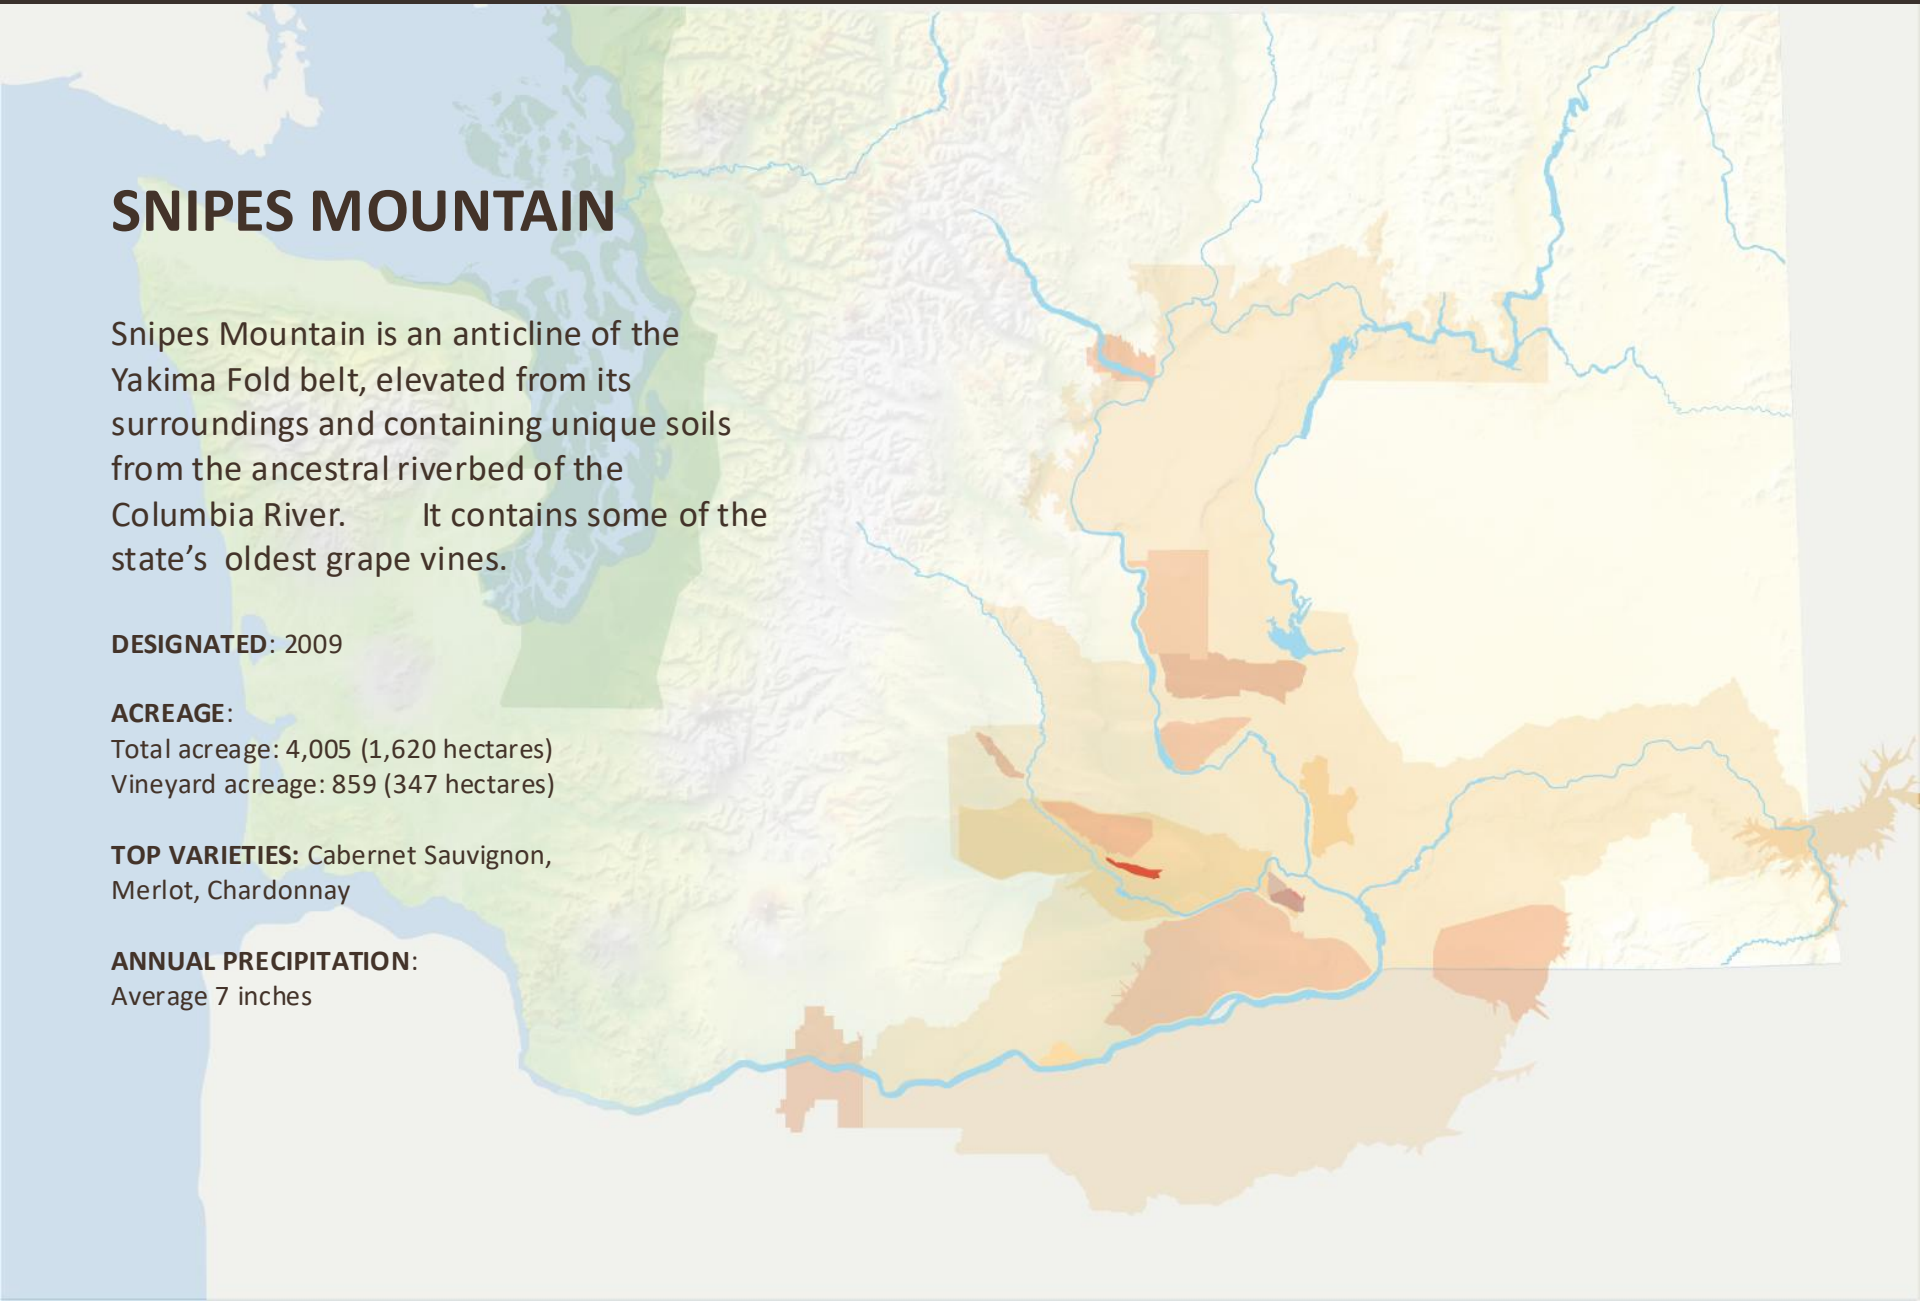 SNIPES MOUNTAIN
Snipes Mountain is an anticline of the
Yakima Fold belt, elevated from its
surroundings and containing unique soils
from the ancestral riverbed of the
Columbia River. It contains some of the
state’s oldest grape vines.
DESIGNATED: 2009
ACREAGE:
Total acreage: 4,005 (1,620 hectares)
Vineyard acreage: 859 (347 hectares)
TOP VARIETIES: Cabernet Sauvignon,
Merlot, Chardonnay
ANNUAL PRECIPITATION:
Average 7 inches